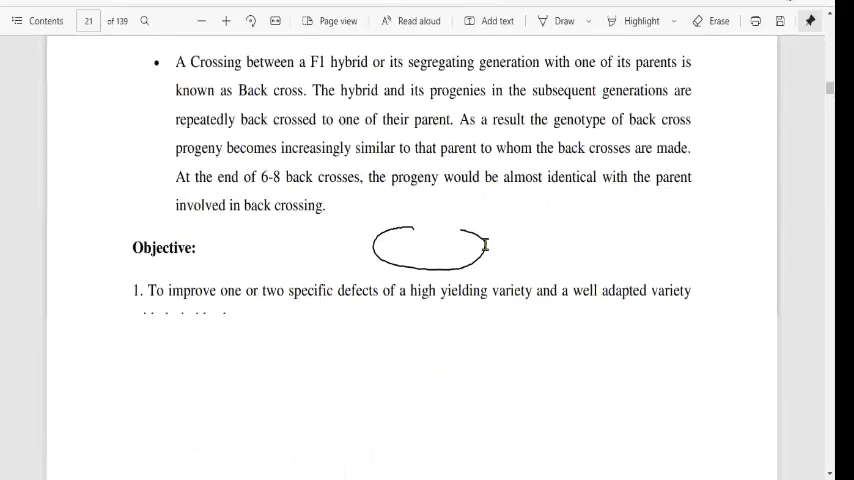 Contents 21 of 139 Page view Read aloud Add text Draw Highlight Erase
• A Crossing between a F1 hybrid or its segregating generation with one of its parents is
known as Back cross. The hybrid and its progenies in the subsequent generations are
repeatedly back crossed to one of their parent. As a result the genotype of back cross
progeny becomes increasingly similar to that parent to whom the back crosses are made.
At the end of 6-8 back crosses, the progeny would be almost identical with the parent
involved in back crossing.
Objective:
1. To improve one or two specific defects of a high yielding variety and a well adapted variety